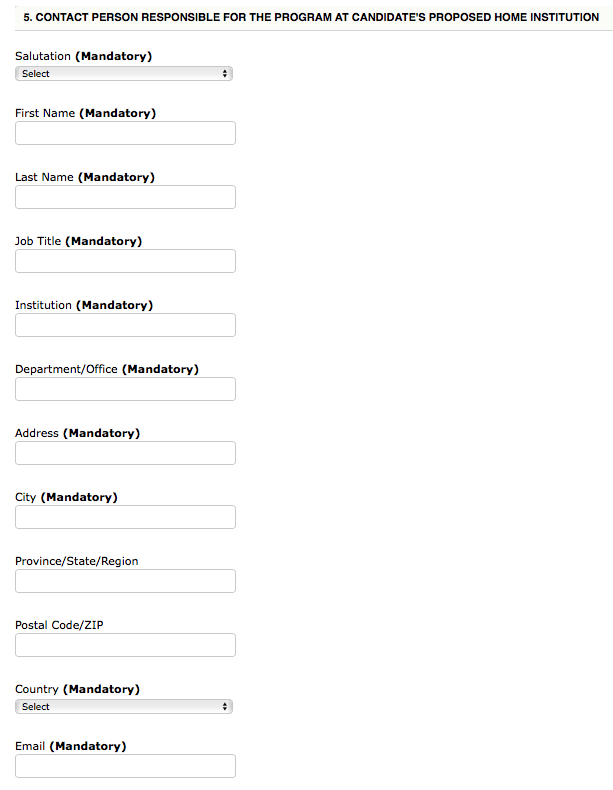 5. CONTACT PERSON RESPONSIBLE FOR THE PROGRAM AT CANDIDATE'S PROPOSED HOME INSTITUTION
Salutation (Mandatory)
Select
First Name (Mandatory)
Last Name (Mandatory)
Job Title (Mandatory)
Institution (Mandatory)
Department/Office (Mandatory)
Address (Mandatory)
City (Mandatory)
Province/State/Region
Postal Code/ZIP
Country (Mandatory)
Select
Email (Mandatory)